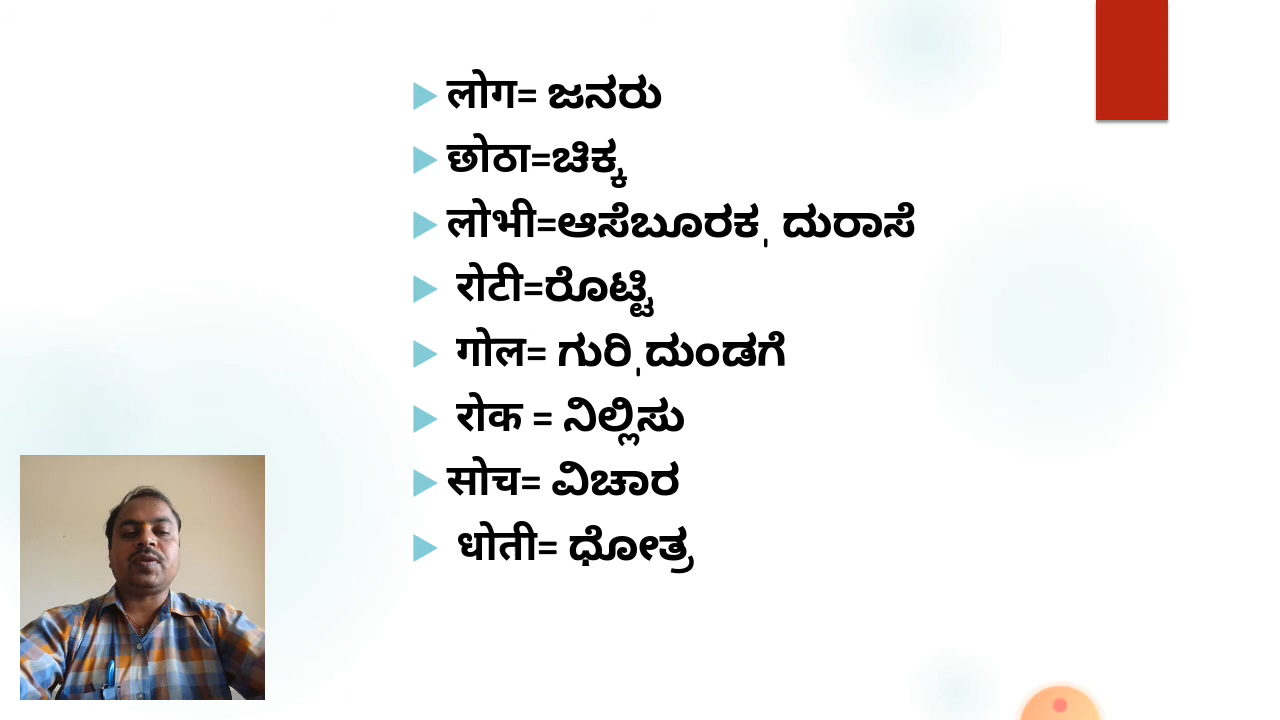 लोग= ಜನರು
छोठा=ಚಿಕ್ಕ
लोभी=ಆಸೆಬೂರಕ, ದುರಾಸೆ
रोटी=ರೊಟ್ಟಿ
गोल= ಗುರಿ,ದುಂಡಗೆ
रोक = ನಿಲ್ಲಿಸು
सोच= ವಿಚಾರ
धोती= ಧೋತ್ರ